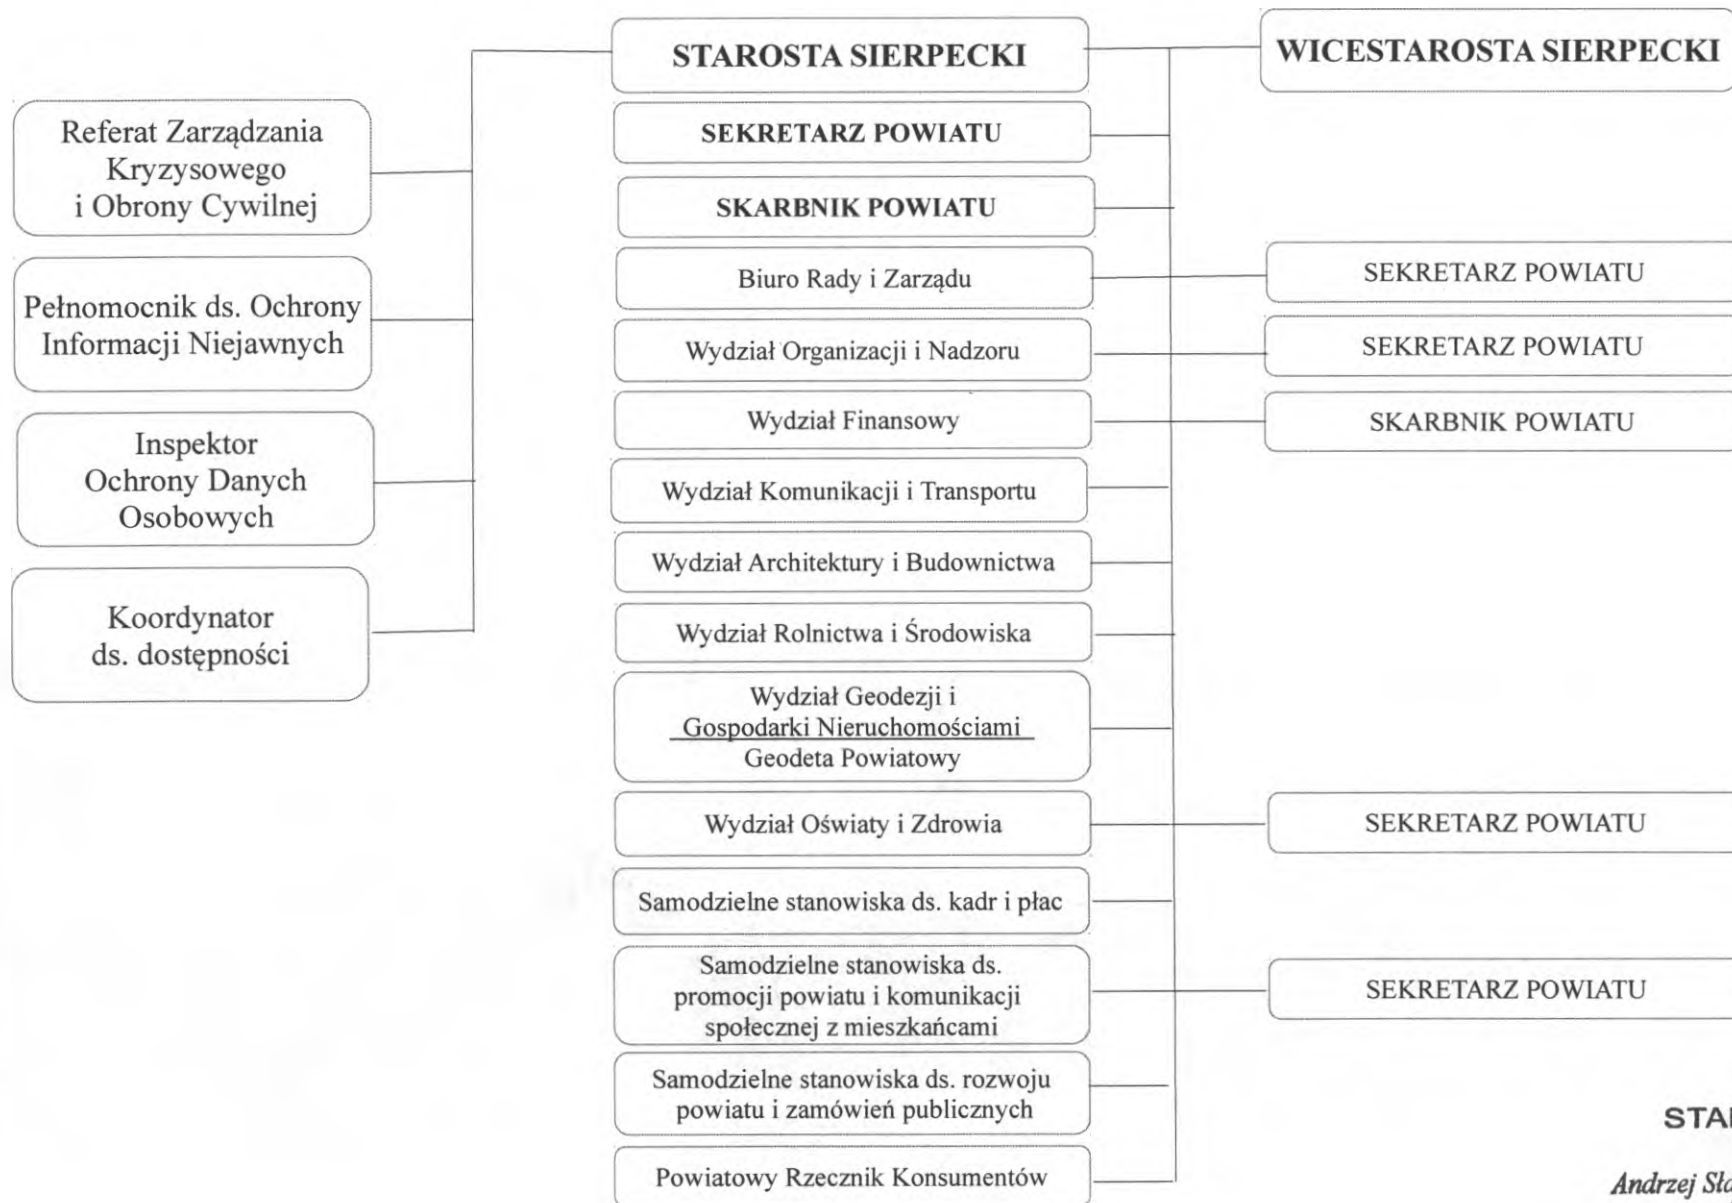 STAROSTA SIERPECKI
WICESTAROSTA SIERPECKI
Referat Zarządzania
Kryzysowego
i Obrony Cywilnej
Pełnomocnik ds. Ochrony
Informacji Niejawnych
Inspektor
Ochrony Danych
Osobowych
Koordynator
ds. dostępności
SEKRETARZ POWIATU
SKARBNIK POWIATU
Biuro Rady i Zarządu
SEKRETARZ POWIATU
Wydział Organizacji i Nadzoru
SEKRETARZ POWIATU
Wydział Finansowy
SKARBNIK POWIATU
Wydział Komunikacji i Transportu
Wydział Architektury i Budownictwa
Wydział Rolnictwa i Środowiska
Wydział Geodezji i
Gospodarki Nieruchomościami
Geodeta Powiatowy
Wydział Oświaty i Zdrowia
SEKRETARZ POWIATU
Samodzielne stanowiska ds. kadr i płac
Samodzielne stanowiska ds.
promocji powiatu i komunikacji
społecznej z mieszkańcami
SEKRETARZ POWIATU
Samodzielne stanowiska ds. rozwoju
powiatu i zamówień publicznych
Powiatowy Rzecznik Konsumentów
Andrzej